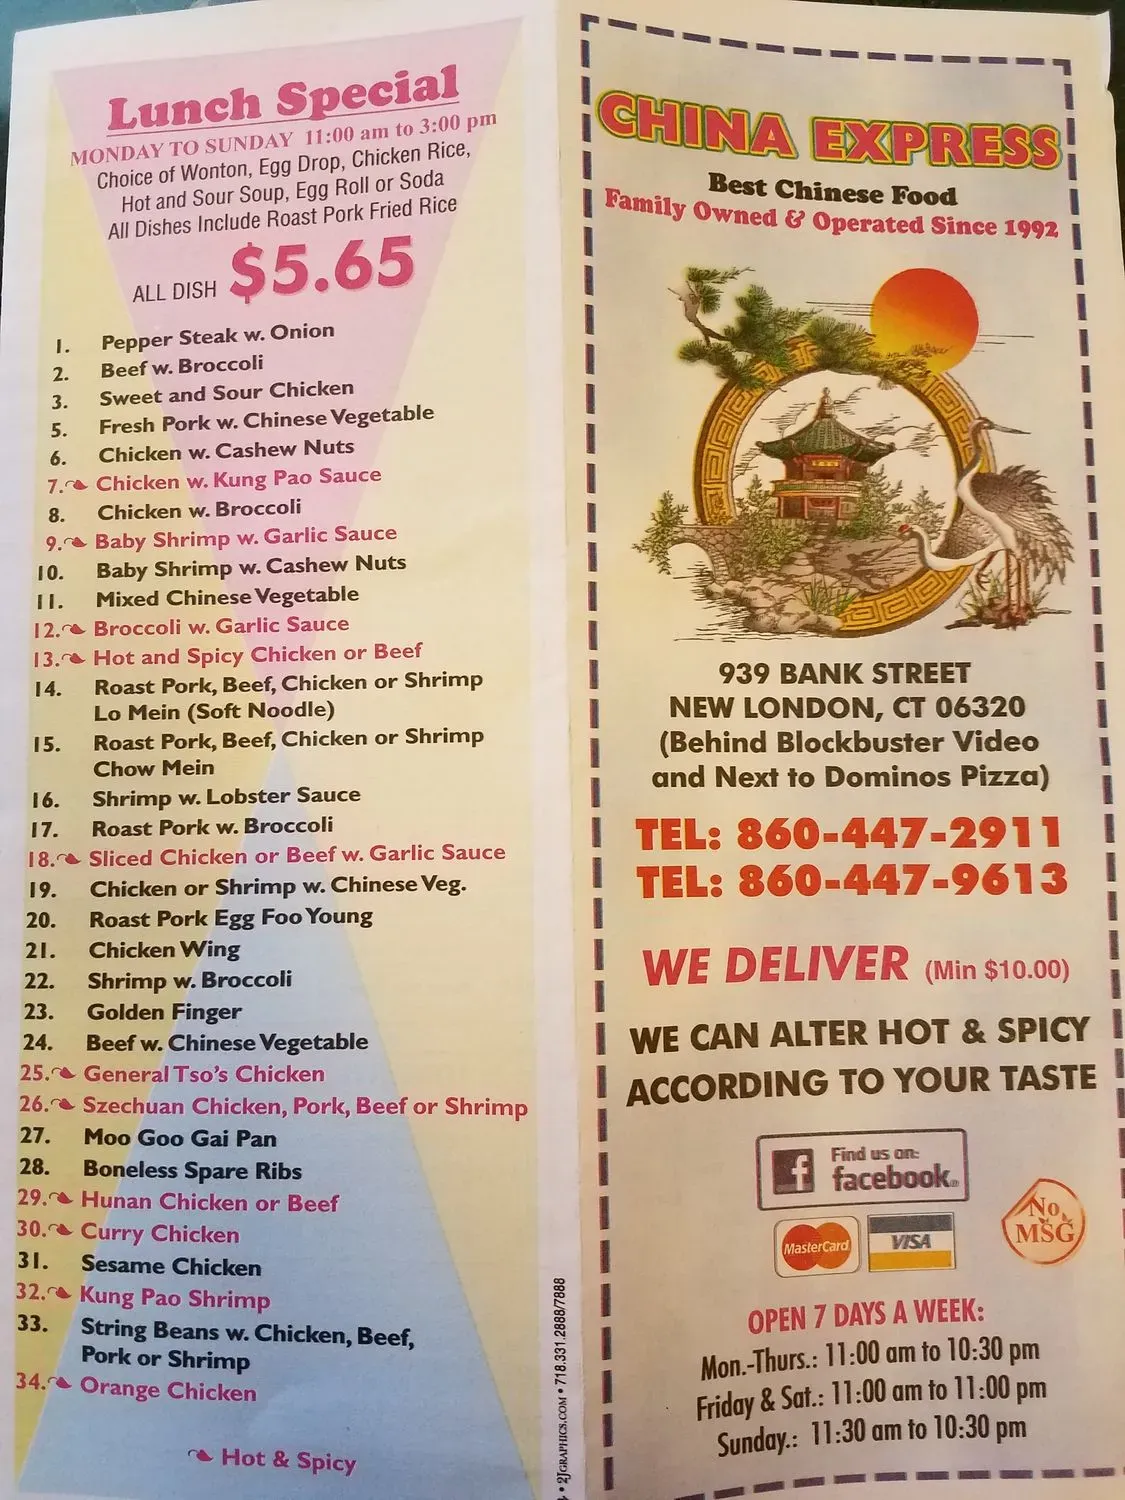 Lunch Special
MONDAY TO SUNDAY 11:00 am to 3:00 pm
Choice of Wonton, Egg Drop, Chicken Rice,
Hot and Sour Soup, Egg Roll or Soda
All Dishes Include Roast Pork Fried Rice
ALL DISH $5.65
1. Pepper Steak w. Onion
2. Beef w. Broccoli
3. Sweet and Sour Chicken
5. Fresh Pork w. Chinese Vegetable
6. Chicken w. Cashew Nuts
7. Chicken w. Kung Pao Sauce
8. Chicken w. Broccoli
9. Baby Shrimp w. Garlic Sauce
10. Baby Shrimp w. Cashew Nuts
11. Mixed Chinese Vegetable
12. Broccoli w. Garlic Sauce
13. Hot and Spicy Chicken or Beef
14. Roast Pork, Beef, Chicken or Shrimp
Lo Mein (Soft Noodle)
15. Roast Pork, Beef, Chicken or Shrimp
Chow Mein
16. Shrimp w. Lobster Sauce
17. Roast Pork w. Broccoli
18. Sliced Chicken or Beef w. Garlic Sauce
19. Chicken or Shrimp w. Chinese Veg.
20. Roast Pork Egg Foo Young
21. Chicken Wing
22. Shrimp w. Broccoli
23. Golden Finger
24. Beef w. Chinese Vegetable
25. General Tso's Chicken
26. Szechuan Chicken, Pork, Beef or Shrimp
27. Moo Goo Gai Pan
28. Boneless Spare Ribs
29. Hunan Chicken or Beef
30. Curry Chicken
31. Sesame Chicken
32. Kung Pao Shrimp
33. String Beans w. Chicken, Beef,
Pork or Shrimp
34. Orange Chicken
Hot & Spicy
• 2JGRAPHICS.COM • 718.331.2888/7888
CHINA EXPRESS
Best Chinese Food
Family Owned & Operated Since 1992
939 BANK STREET
NEW LONDON, CT 06320
(Behind Blockbuster Video
and Next to Dominos Pizza)
TEL: 860-447-2911
TEL: 860-447-9613
WE DELIVER (Min $10.00)
WE CAN ALTER HOT & SPICY
ACCORDING TO YOUR TASTE
Find us on:
facebook
MasterCard
VISA
No
MSG
OPEN 7 DAYS A WEEK:
Mon.-Thurs.: 11:00 am to 10:30 pm
Friday & Sat.: 11:00 am to 11:00 pm
Sunday.: 11:30 am to 10:30 pm